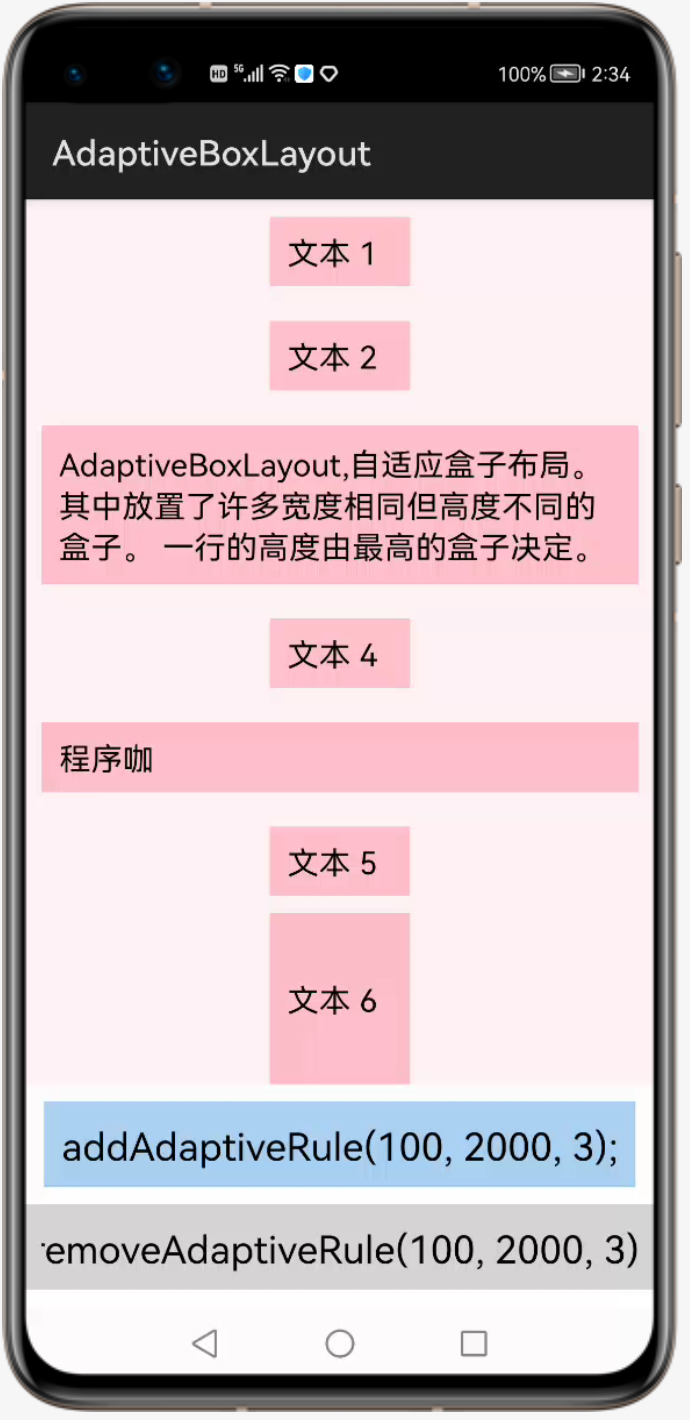 HD 5G 100% 2:34
AdaptiveBoxLayout
文本 1
文本 2
AdaptiveBoxLayout,自适应盒子布局。
其中放置了许多宽度相同但高度不同的
盒子。 一行的高度由最高的盒子决定。
文本 4
程序咖
文本 5
文本 6
addAdaptiveRule(100, 2000, 3);
emoveAdaptiveRule(100, 2000, 3)